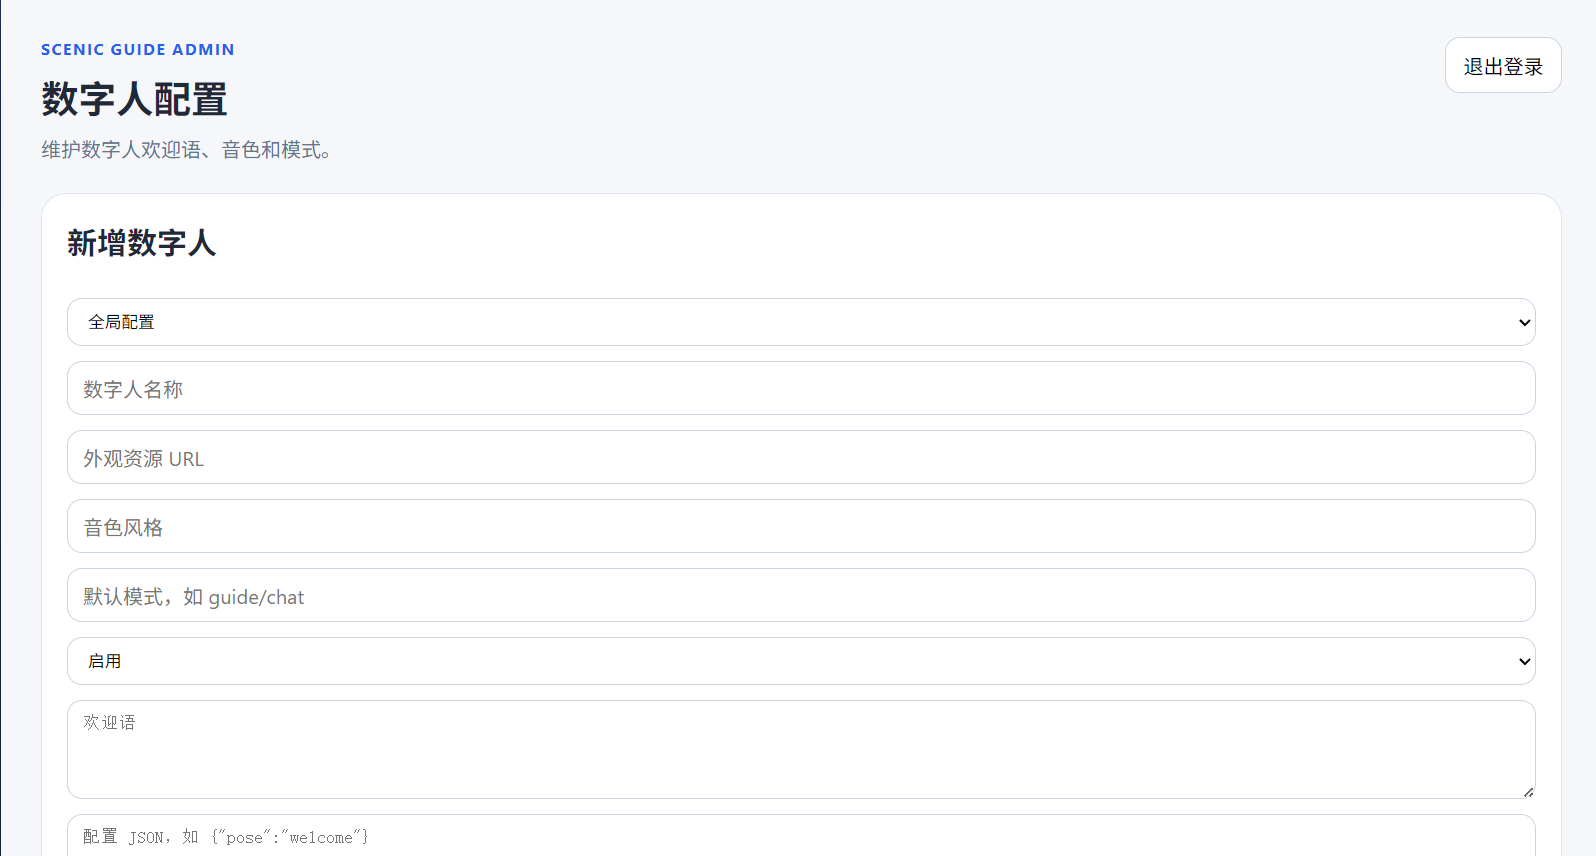 SCENIC GUIDE ADMIN
数字人配置
维护数字人欢迎语、音色和模式。
退出登录
新增数字人
全局配置
数字人名称
外观资源 URL
音色风格
默认模式，如 guide/chat
启用
欢迎语
配置 JSON，如 {"pose":"welcome"}